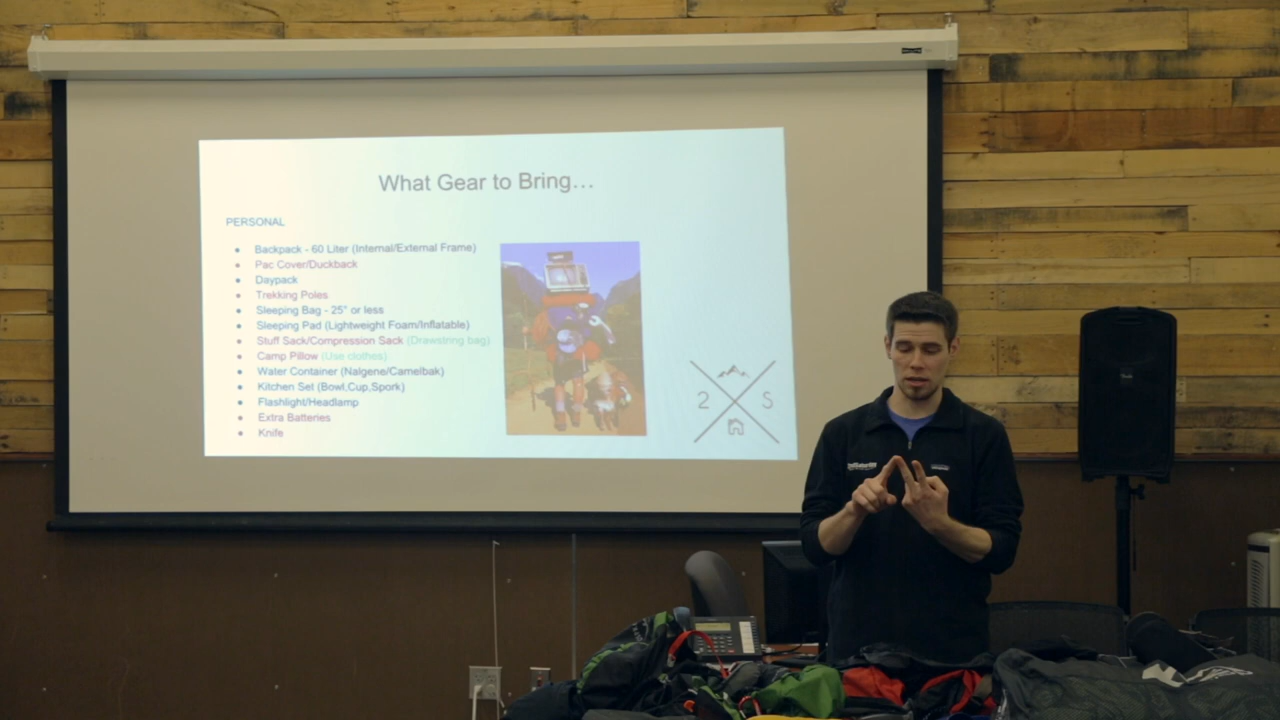 What Gear to Bring...
PERSONAL
Backpack - 60 Liter (Internal/External Frame)
Pac Cover/Duckback
Daypack
Trekking Poles
Sleeping Bag - 25° or less
Sleeping Pad (Lightweight Foam/Inflatable)
Stuff Sack/Compression Sack (Drawstring bag)
Camp Pillow (Use clothes)
Water Container (Nalgene/Camelbak)
Kitchen Set (Bowl,Cup,Spork)
Flashlight/Headlamp
Extra Batteries
Knife
2 S